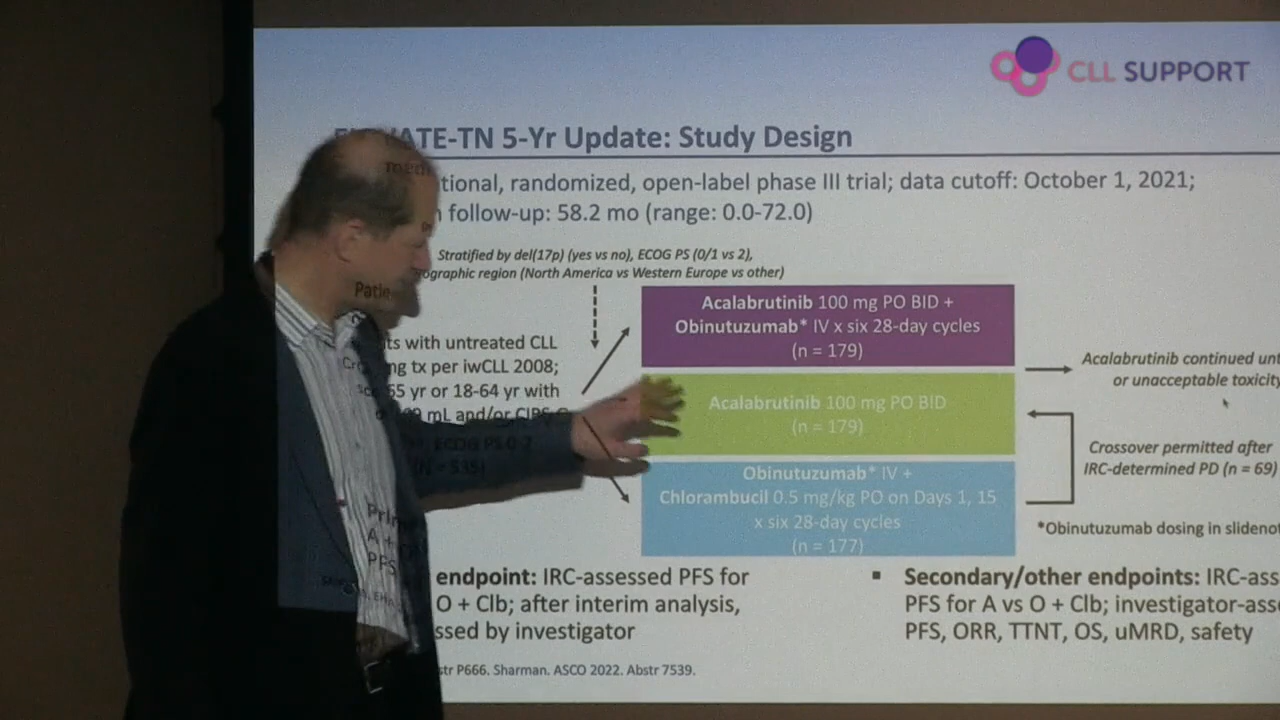 CLL SUPPORT
ATE-TN 5-Yr Update: Study Design
tional, randomized, open-label phase III trial; data cutoff: October 1, 2021;
follow-up: 58.2 mo (range: 0.0-72.0)
Stratified by del(17p) (yes vs no), ECOG PS (0/1 vs 2),
ographic region (North America vs Western Europe vs other)
Patie
ts with untreated CLL
ng tx per iwCLL 2008;
65 yr or 18-64 yr with
mL and/or CIRS-G
ECOG PS 0-2
(N = 535)
Acalabrutinib 100 mg PO BID +
Obinutuzumab* IV x six 28-day cycles
(n = 179)
Acalabrutinib 100 mg PO BID
(n = 179)
Obinutuzumab* IV +
Chlorambucil 0.5 mg/kg PO on Days 1, 15
x six 28-day cycles
(n = 177)
Acalabrutinib continued unt
or unacceptable toxicity
Crossover permitted after
IRC-determined PD (n = 69)
*Obinutuzumab dosing in slidenot
Prin
endpoint: IRC-assessed PFS for
A + O + Clb; after interim analysis,
PFS ssed by investigator
▪ Secondary/other endpoints: IRC-ass
PFS for A vs O + Clb; investigator-asse
PFS, ORR, TTNT, OS, uMRD, safety
str P666. Sharman. ASCO 2022. Abstr 7539.